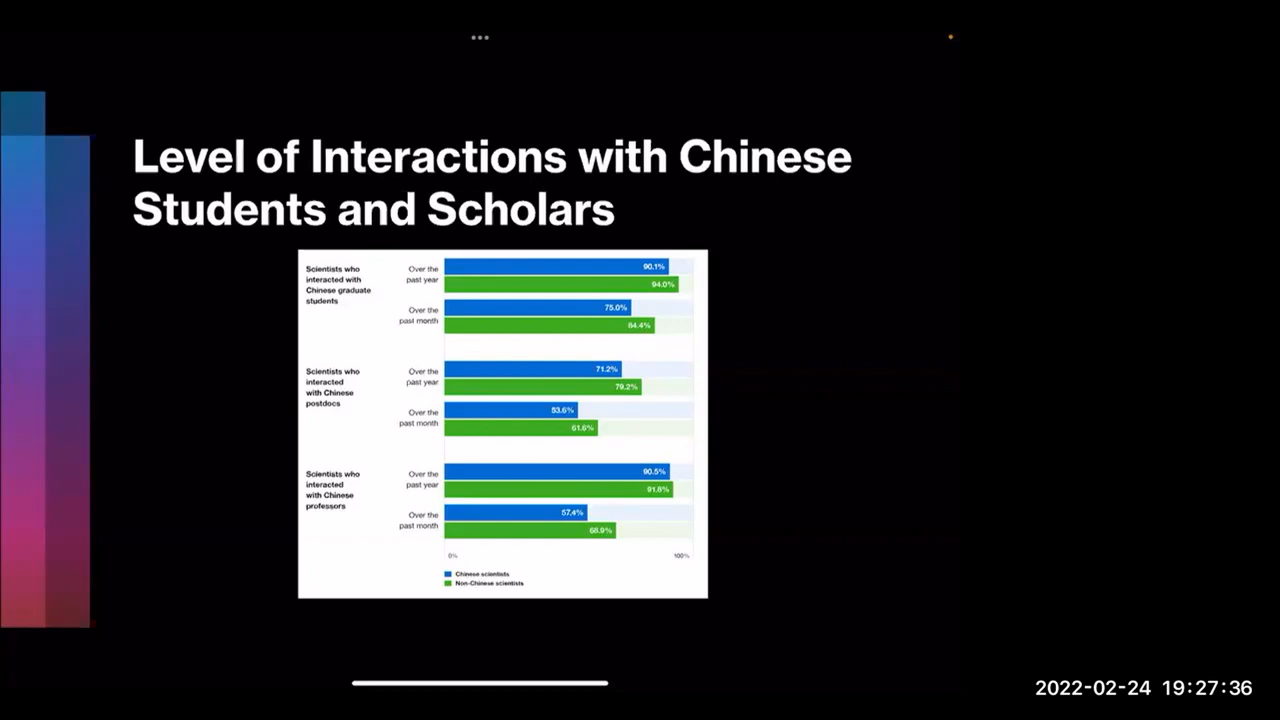 Level of Interactions with Chinese
Students and Scholars
Scientists who
interacted with
Chinese graduate
students
Over the
past year
90.1%
94.0%
Over the
past month
75.0%
84.4%
Scientists who
interacted
with Chinese
postdocs
Over the
past year
71.2%
79.2%
Over the
past month
53.6%
61.6%
Scientists who
interacted
with Chinese
professors
Over the
past year
90.5%
91.8%
Over the
past month
57.4%
68.9%
0%
100%
Chinese scientists
Non-Chinese scientists
2022-02-24 19:27:36